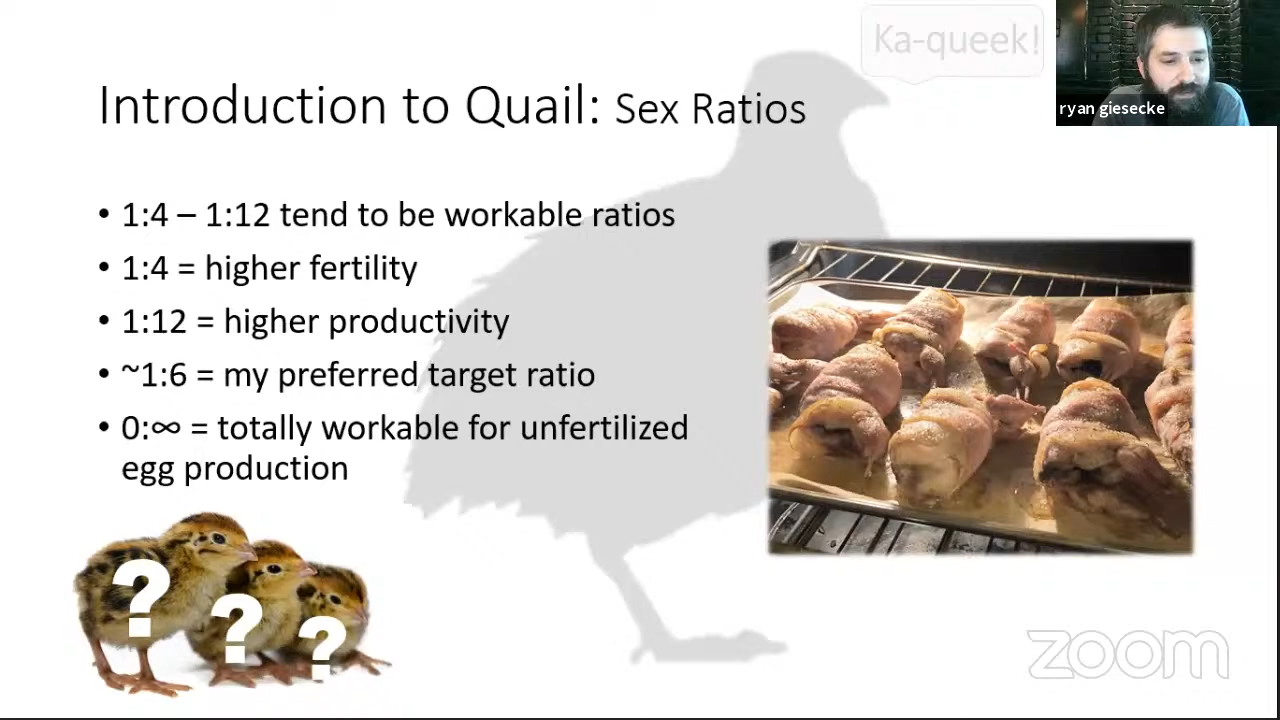 Ka-queek!
ryan giesecke
Introduction to Quail: Sex Ratios
• 1:4 – 1:12 tend to be workable ratios
• 1:4 = higher fertility
• 1:12 = higher productivity
• ~1:6 = my preferred target ratio
• 0:∞ = totally workable for unfertilized
egg production
? ? ?
zoom